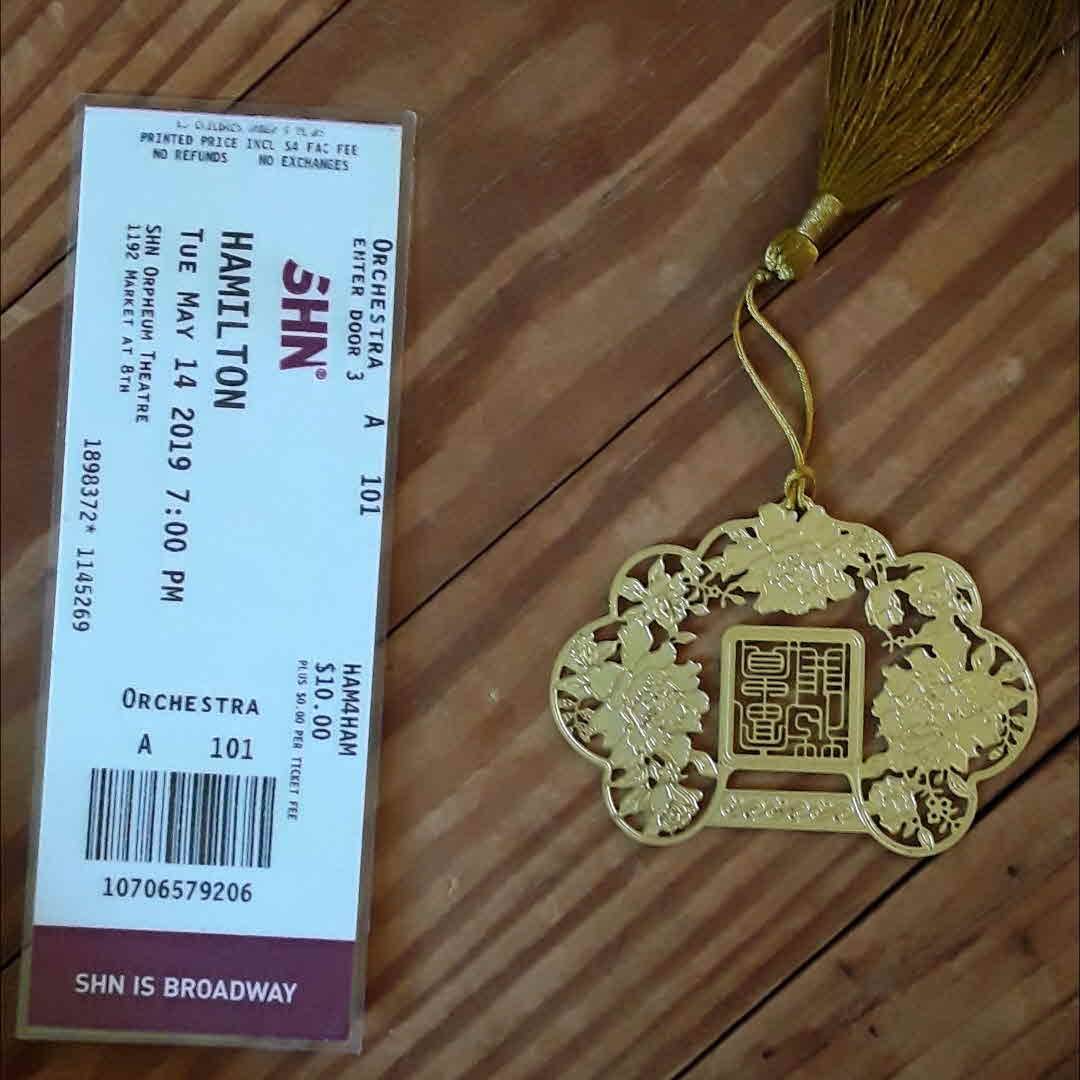 PRINTED PRICE INCL $4 FAC FEE
NO REFUNDS NO EXCHANGES
ORCHESTRA A 101
ENTER DOOR 3
SHN®
HAMILTON
TUE MAY 14 2019 7:00 PM
SHN ORPHEUM THEATRE
1192 MARKET AT 8TH
1898372* 1145269
HAM4HAM
$10.00
PLUS $0.00 PER TICKET FEE
ORCHESTRA
A 101
10706579206
SHN IS BROADWAY